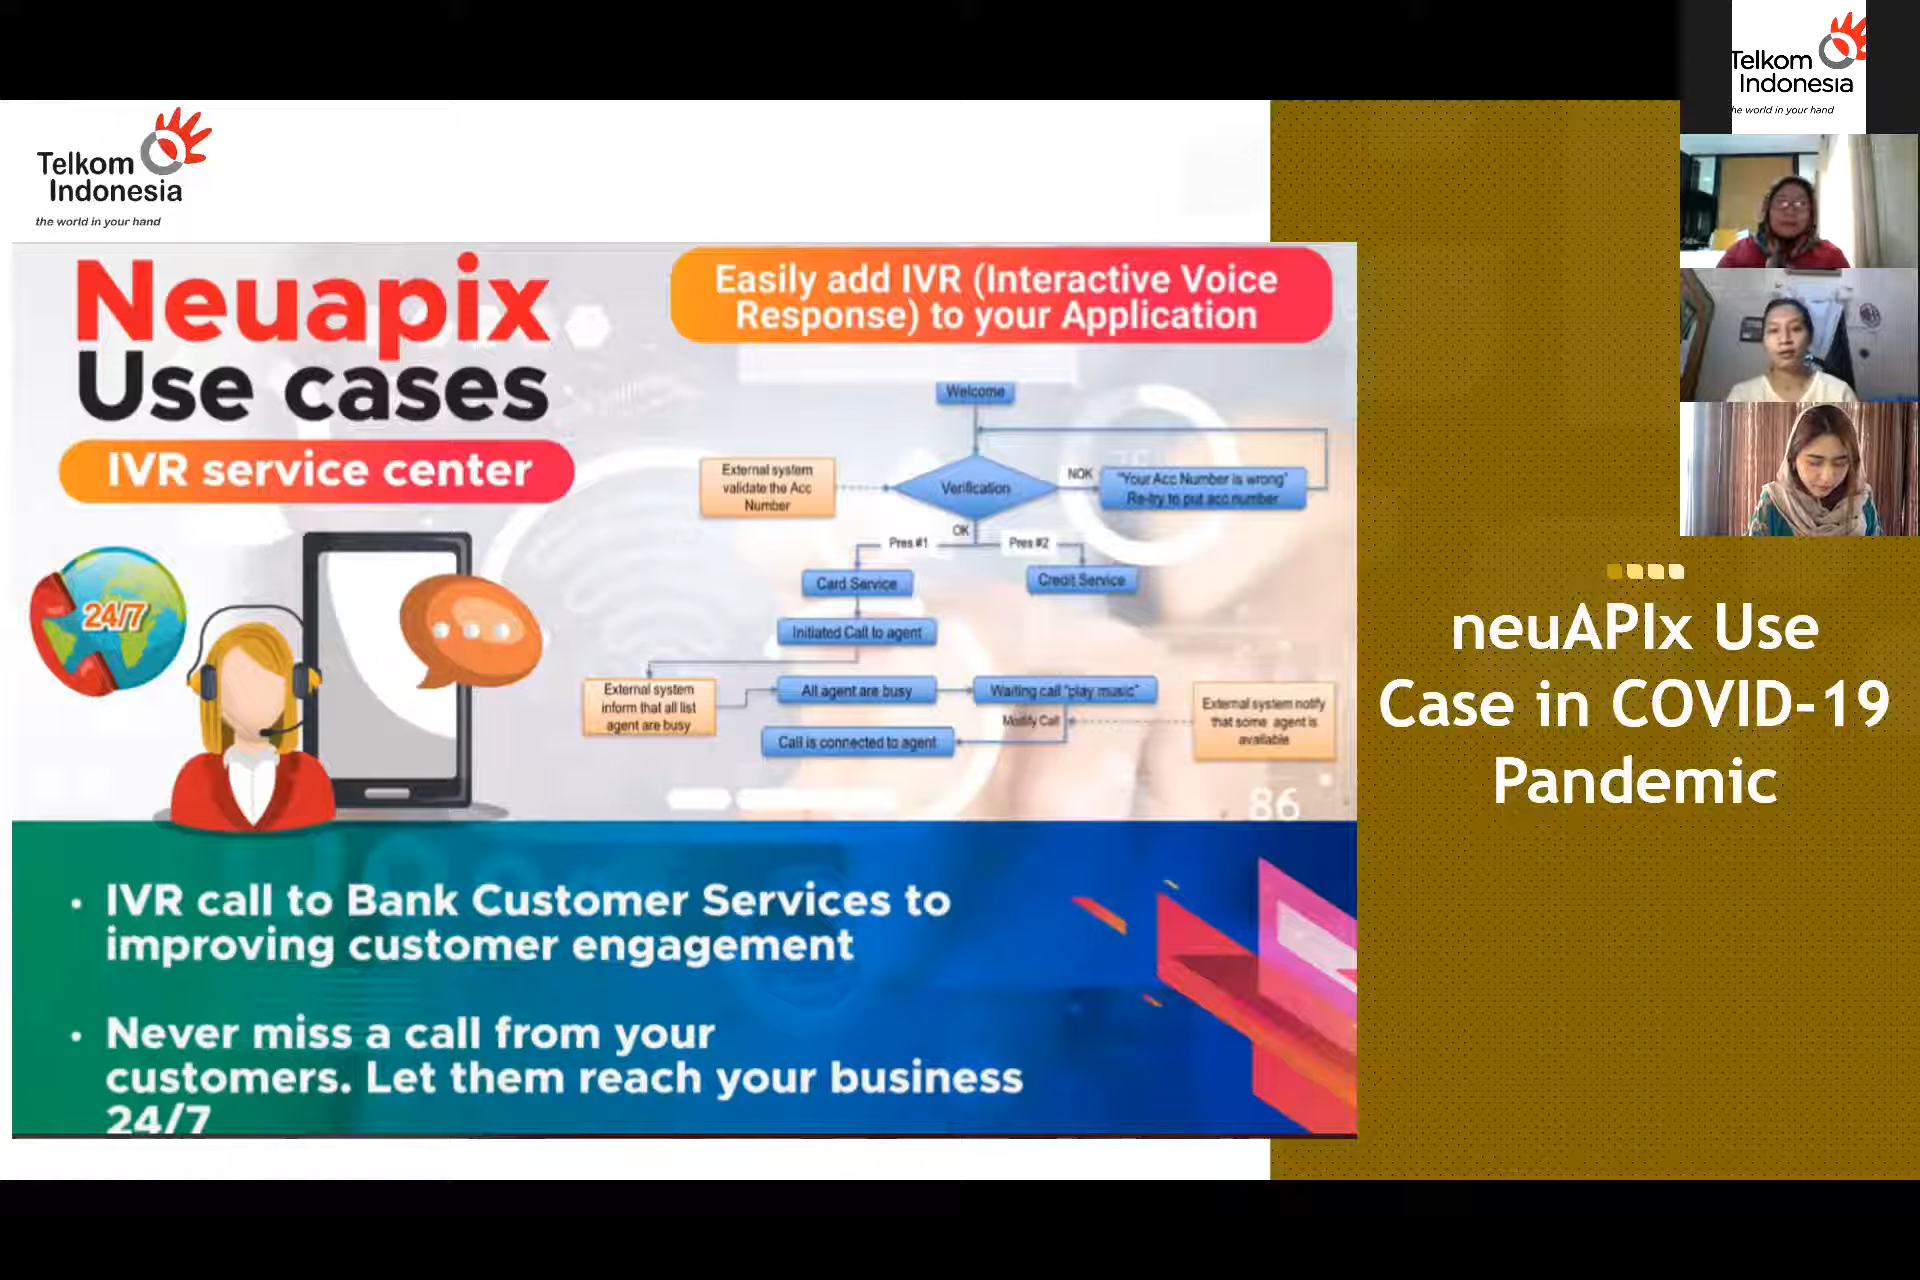 Telkom
Indonesia
the world in your hand
Telkom
Indonesia
he world in your hand
Neuapix
Use cases
IVR service center
24/7
Easily add IVR (Interactive Voice
Response) to your Application
Welcome
External system
validate the Acc
Number
Verification
NOK
"Your Acc Number is wrong"
Re-try to put acc number
OK
Pres #1
Pres #2
Card Service
Credit Service
Initiated Call to agent
External system
inform that all list
agent are busy
All agent are busy
Waiting call "play music"
Modify Call
External system notify
that some agent is
available
Call is connected to agent
86
• IVR call to Bank Customer Services to
improving customer engagement
• Never miss a call from your
customers. Let them reach your business
24/7
neuAPIx Use
Case in COVID-19
Pandemic